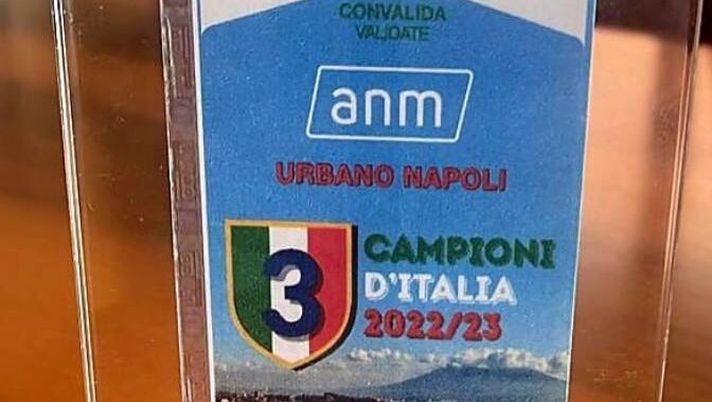 CONVALIDA
VALIDATE
anm
URBANO NAPOLI
3
CAMPIONI
D'ITALIA
2022/23